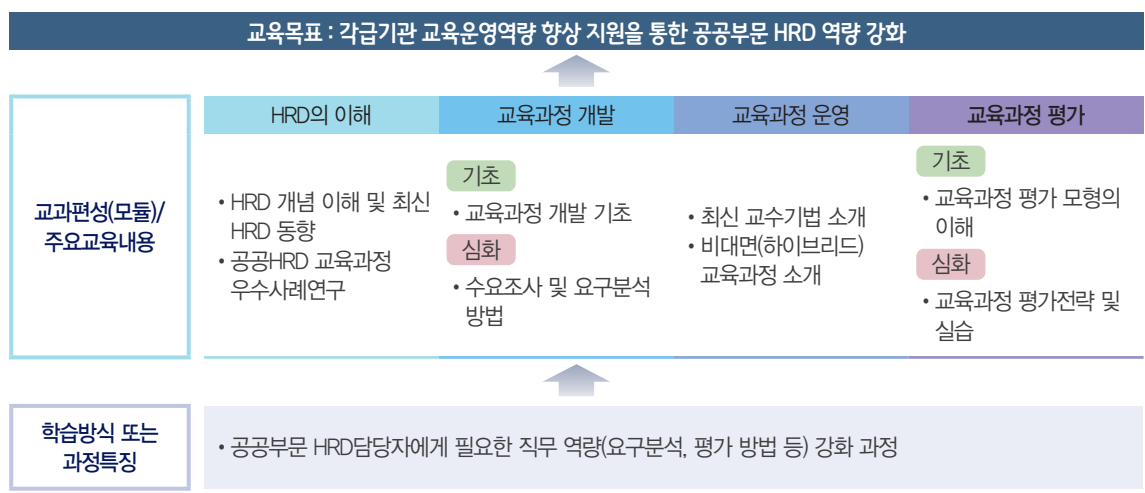 교육목표 : 각급기관 교육운영역량 향상 지원을 통한 공공부문 HRD 역량 강화
교과편성(모듈)/
주요교육내용
HRD의 이해
• HRD 개념 이해 및 최신
HRD 동향
• 공공HRD 교육과정
우수사례연구
교육과정 개발
기초
• 교육과정 개발 기초
심화
• 수요조사 및 요구분석
방법
교육과정 운영
• 최신 교수기법 소개
• 비대면(하이브리드)
교육과정 소개
교육과정 평가
기초
• 교육과정 평가 모형의
이해
심화
• 교육과정 평가전략 및
실습
학습방식 또는
과정특징
• 공공부문 HRD담당자에게 필요한 직무 역량(요구분석, 평가 방법 등) 강화 과정